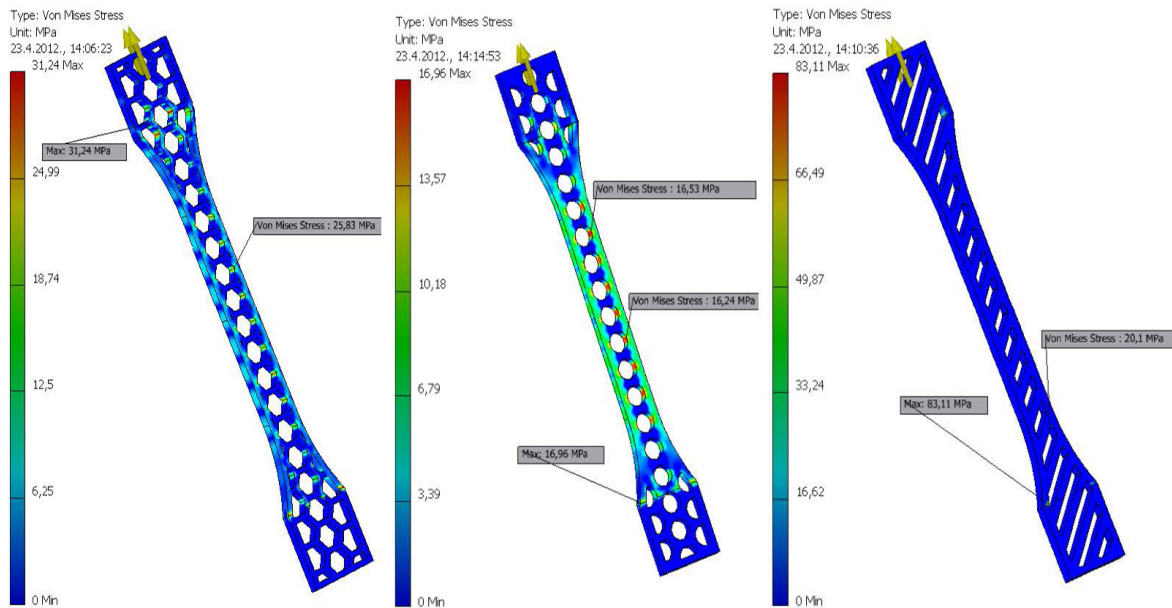 Type: Von Mises Stress
Unit: MPa
23.4.2012., 14:06:23
31,24 Max
24,99
18,74
12,5
6,25
0 Min
Max: 31,24 MPa
Von Mises Stress : 25,83 MPa
Type: Von Mises Stress
Unit: MPa
23.4.2012., 14:14:53
16,96 Max
13,57
10,18
6,79
3,39
0 Min
Von Mises Stress : 16,53 MPa
Von Mises Stress : 16,24 MPa
Max: 16,96 MPa
Type: Von Mises Stress
Unit: MPa
23.4.2012., 14:10:36
83,11 Max
66,49
49,87
33,24
16,62
0 Min
Von Mises Stress : 20,1 MPa
Max: 83,11 MPa